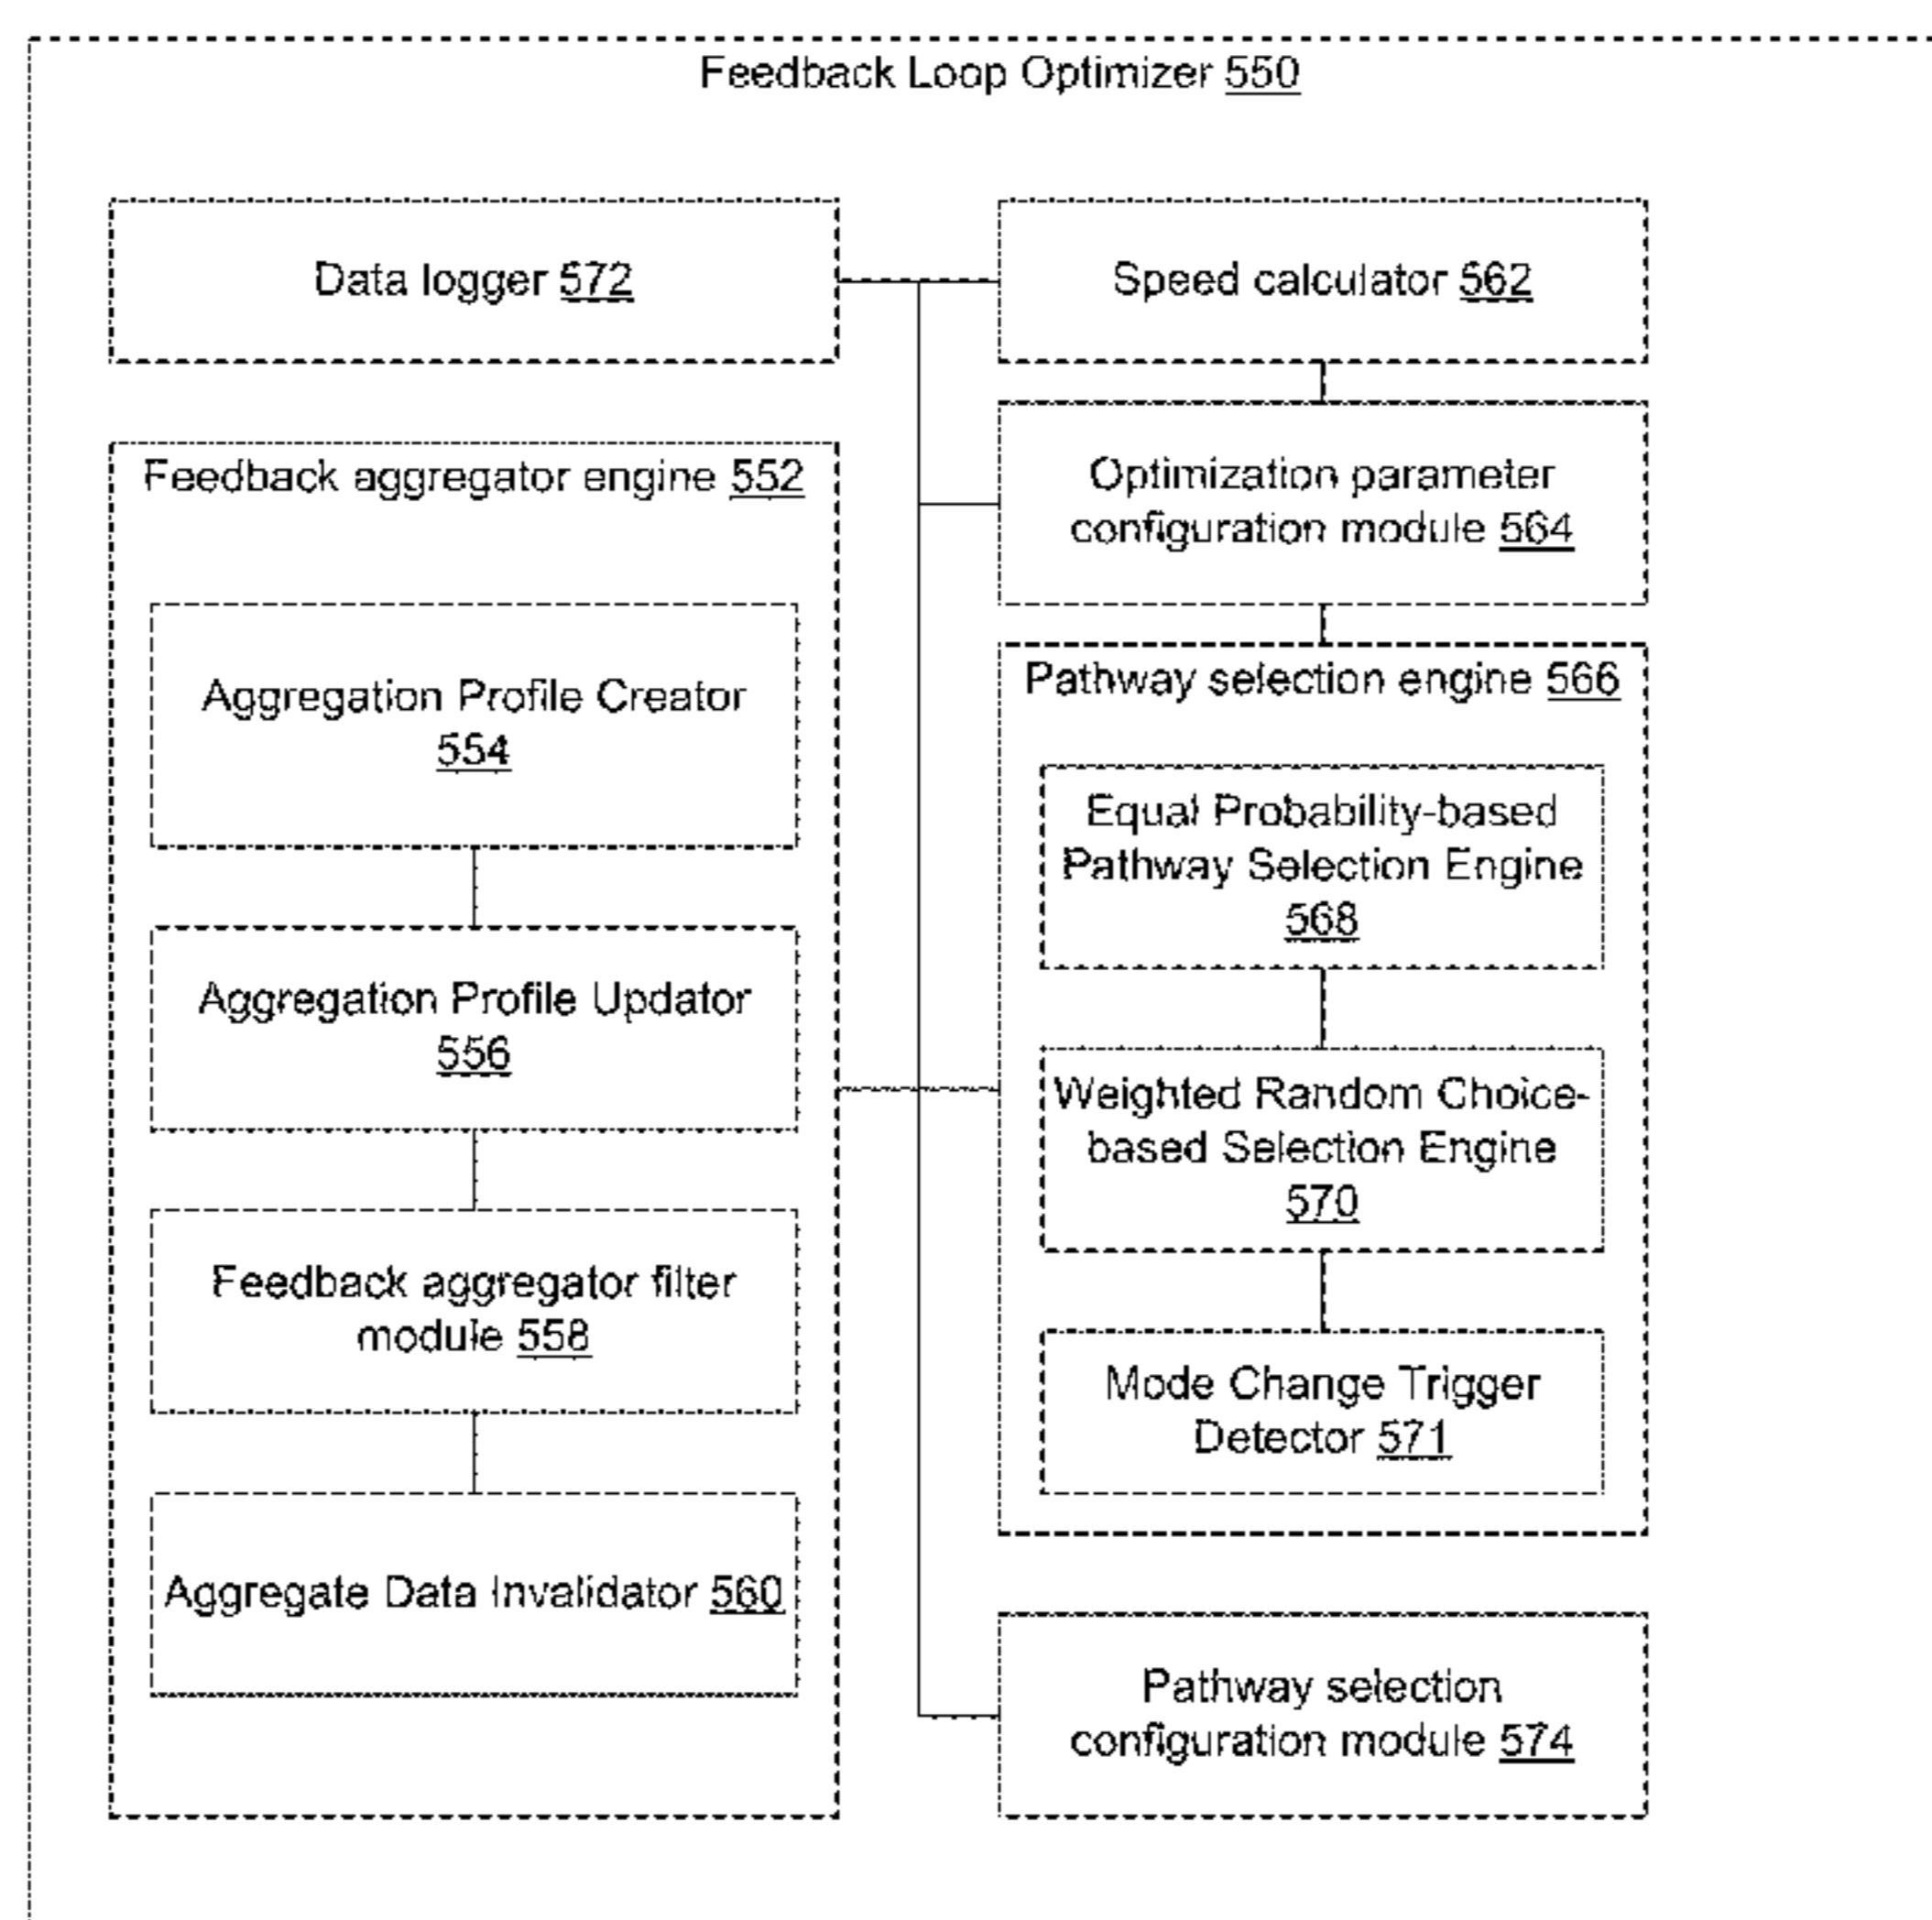 Feedback Loop Optimizer 550
Data logger 572
Speed calculator 562
Feedback aggregator engine 552
Aggregation Profile Creator
554
Aggregation Profile Updator
556
Feedback aggregator filter
module 558
Aggregate Data Invalidator 560
Optimization parameter
configuration module 564
Pathway selection engine 566
Equal Probability-based
Pathway Selection Engine
568
Weighted Random Choice-
based Selection Engine
570
Mode Change Trigger
Detector 571
Pathway selection
configuration module 574